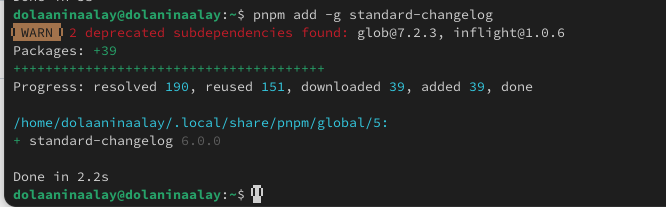 dolaaninaalay@dolaninaalay:~$ pnpm add -g standard-changelog
WARN 2 deprecated subdependencies found: glob@7.2.3, inflight@1.0.6
Packages: +39
+++++++++++++++++++++++++++++++++++++++
Progress: resolved 190, reused 151, downloaded 39, added 39, done
/home/dolaaninaalay/.local/share/pnpm/global/5:
+ standard-changelog 6.0.0
Done in 2.2s
dolaaninaalay@dolaninaalay:~$